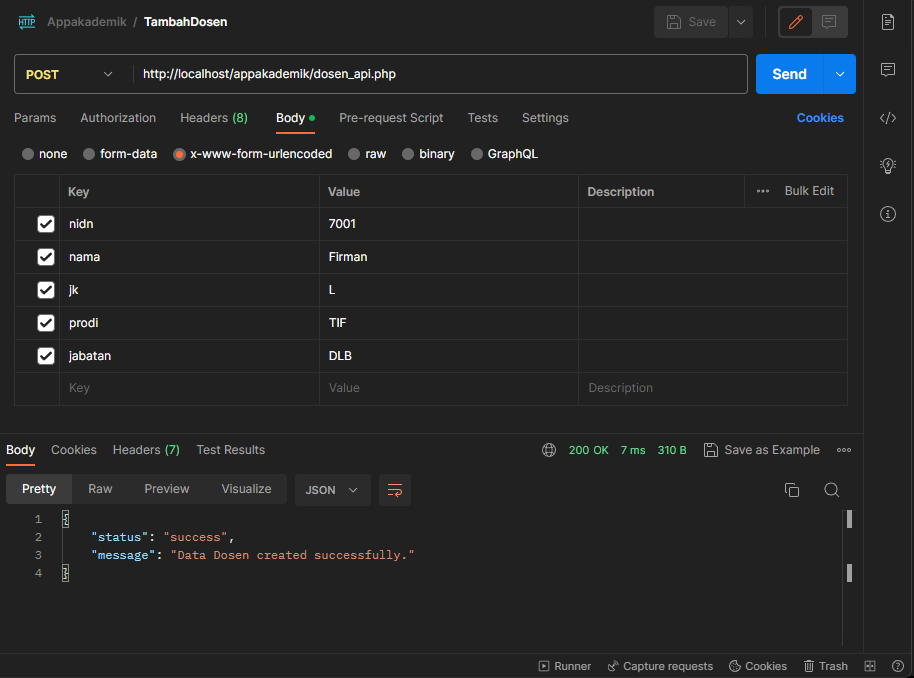 HTTP Appakademik / TambahDosen Save
POST http://localhost/appakademik/dosen_api.php Send
Params Authorization Headers (8) Body Pre-request Script Tests Settings Cookies
none form-data x-www-form-urlencoded raw binary GraphQL
Key Value Description Bulk Edit
nidn 7001
nama Firman
jk L
prodi TIF
jabatan DLB
Key Value Description
Body Cookies Headers (7) Test Results 200 OK 7 ms 310 B Save as Example
Pretty Raw Preview Visualize JSON
1 {
2 "status": "success",
3 "message": "Data Dosen created successfully."
4 }
Runner Capture requests Cookies Trash